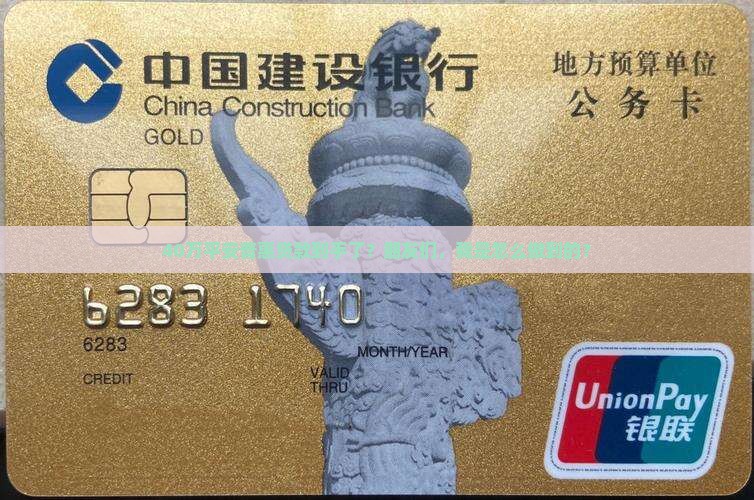 中国建设银行
China Construction Bank
GOLD
地方预算单位
公务卡
6283 1740
6283
MONTH/YEAR
CREDIT
VALID
THRU
UnionPay
银联